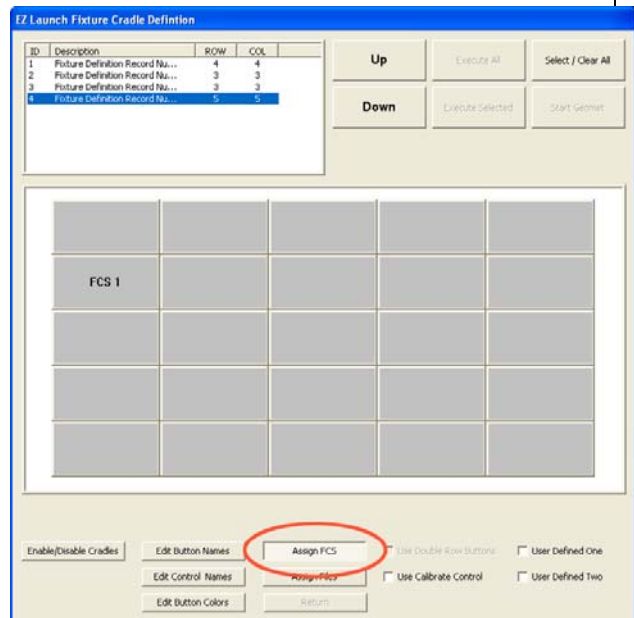 EZ Launch Fixture Cradle Defintion
ID Description ROW COL
1 Fixture Definition Record Nu... 4 4
2 Fixture Definition Record Nu... 3 3
3 Fixture Definition Record Nu... 3 3
4 Fixture Definition Record Nu... 5 5
Up Execute All Select / Clear All
Down Execute Selected Start Geomet
FCS 1
Enable/Disable Cradles Edit Button Names Assign FCS Use Double Row Buttons User Defined One
Edit Control Names Assign Files Use Calibrate Control User Defined Two
Edit Button Colors Return